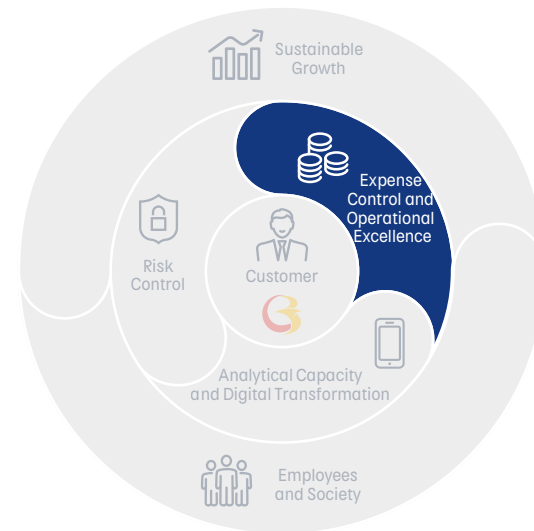 Sustainable
Growth
Expense
Control and
Operational
Excellence
Risk
Control
Customer
Analytical Capacity
and Digital Transformation
Employees
and Society